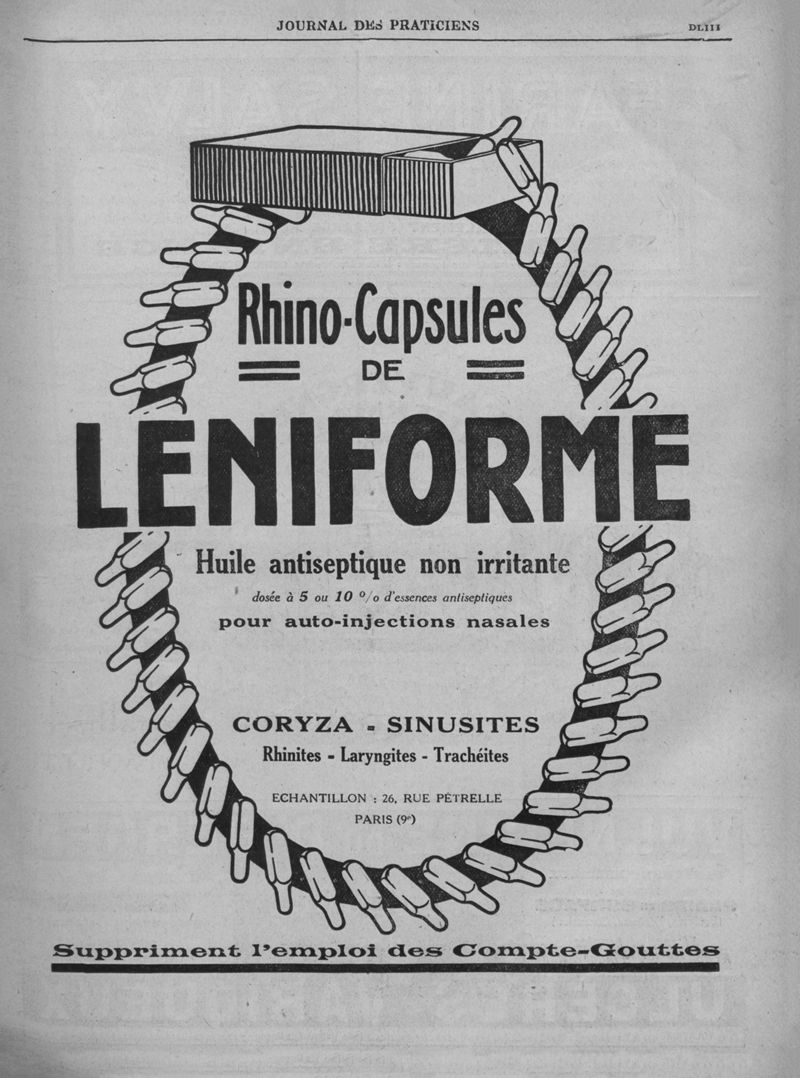 JOURNAL DES PRATICIENS
DLIII
Rhino-Capsules
DE
LENIFORME
Huile antiseptique non irritante
dosée à 5 ou 10 % d'essences antiseptiques
pour auto-injections nasales
CORYZA - SINUSITES
Rhinites - Laryngites - Trachéites
ECHANTILLON : 26, RUE PÉTRELLE
PARIS (9e)
Suppriment l'emploi des Compte-Gouttes